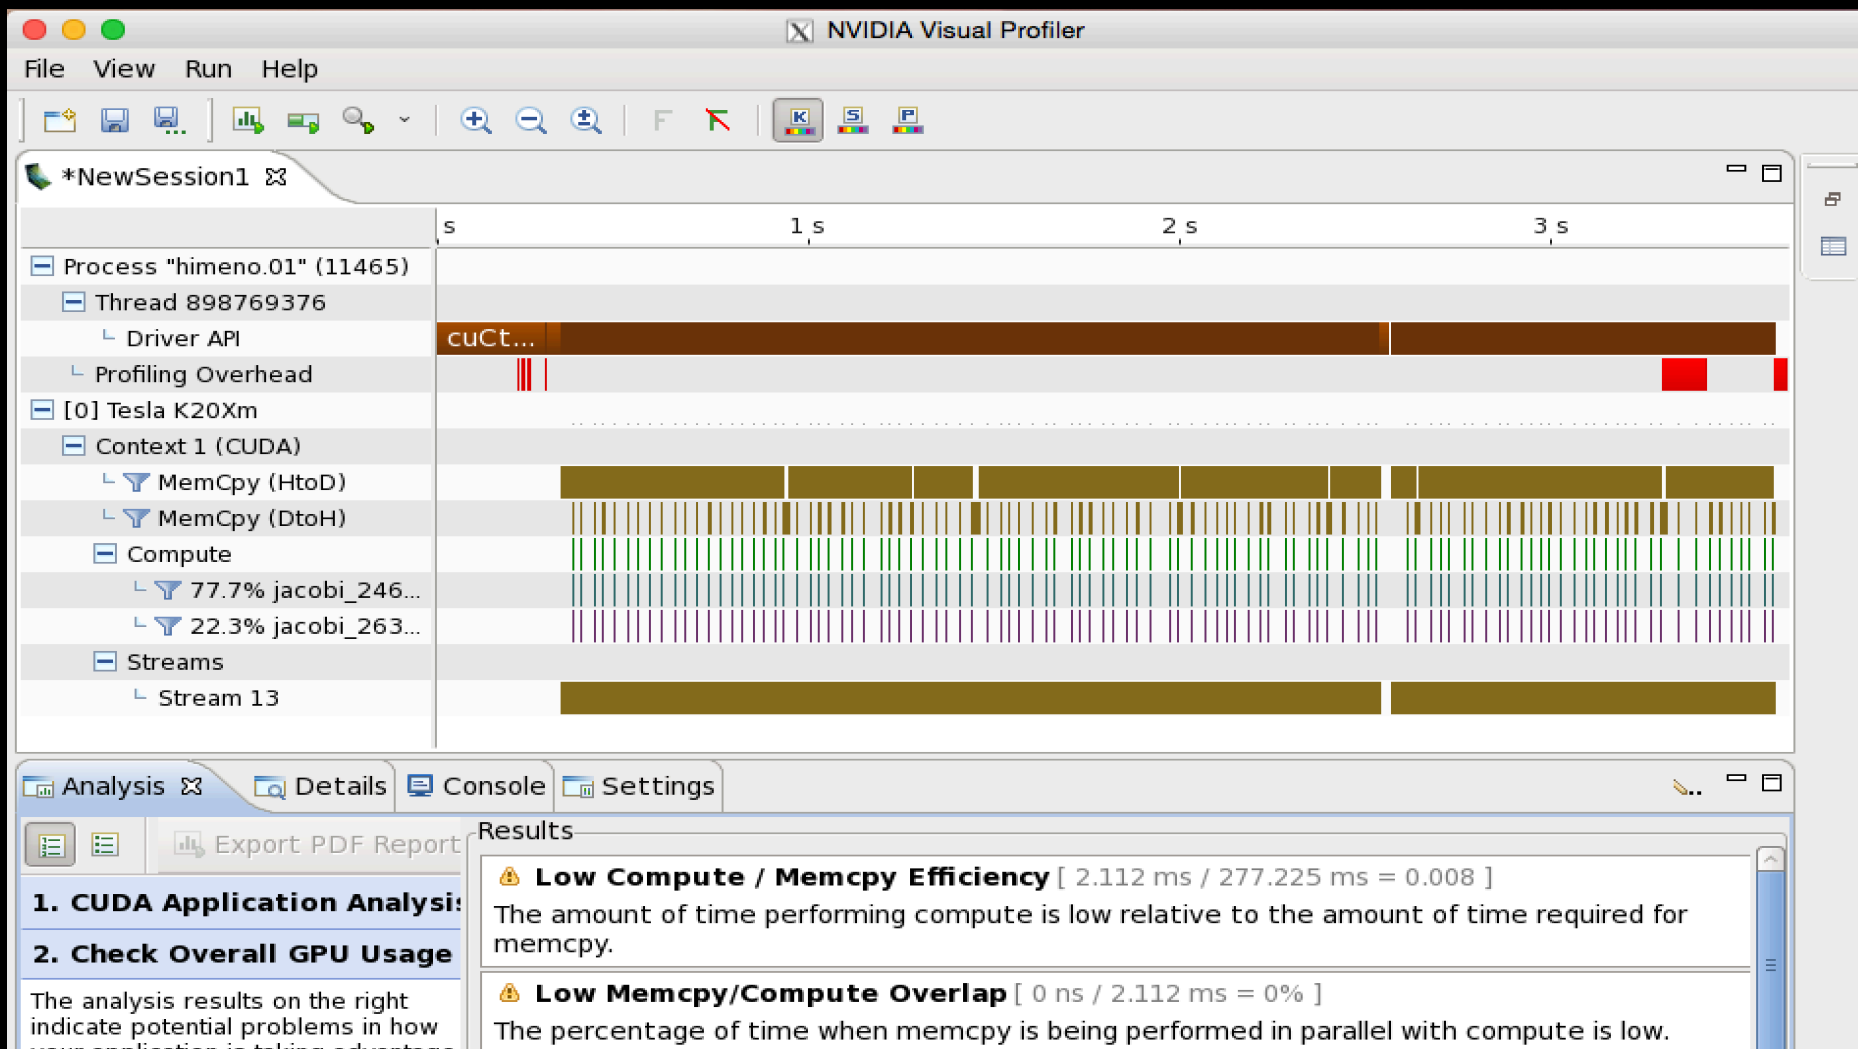 NVIDIA Visual Profiler
File View Run Help
K S P
*NewSession1
s 1 s 2 s 3 s
Process "himeno.01" (11465)
Thread 898769376
Driver API cuCt...
Profiling Overhead
[0] Tesla K20Xm
Context 1 (CUDA)
MemCpy (HtoD)
MemCpy (DtoH)
Compute
77.7% jacobi_246...
22.3% jacobi_263...
Streams
Stream 13
Analysis Details Console Settings
Export PDF Report
1. CUDA Application Analysis
2. Check Overall GPU Usage
The analysis results on the right
indicate potential problems in how
your application is taking advantage
Results
Low Compute / Memcpy Efficiency [ 2.112 ms / 277.225 ms = 0.008 ]
The amount of time performing compute is low relative to the amount of time required for
memcpy.
Low Memcpy/Compute Overlap [ 0 ns / 2.112 ms = 0% ]
The percentage of time when memcpy is being performed in parallel with compute is low.